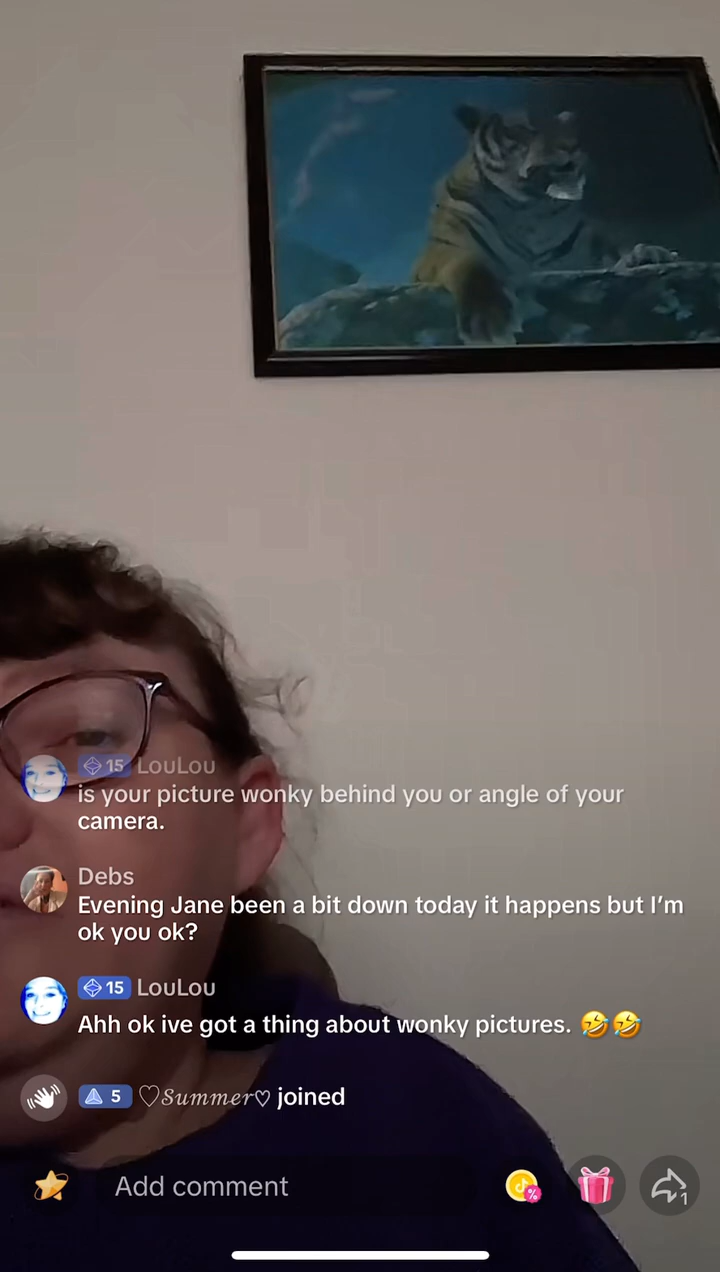 15 LouLou
is your picture wonky behind you or angle of your
camera.
Debs
Evening Jane been a bit down today it happens but I’m
ok you ok?
15 LouLou
Ahh ok ive got a thing about wonky pictures. 🤣🤣
5 ♡𝒮𝓊𝓂𝓂𝑒𝓇♡ joined
Add comment
1